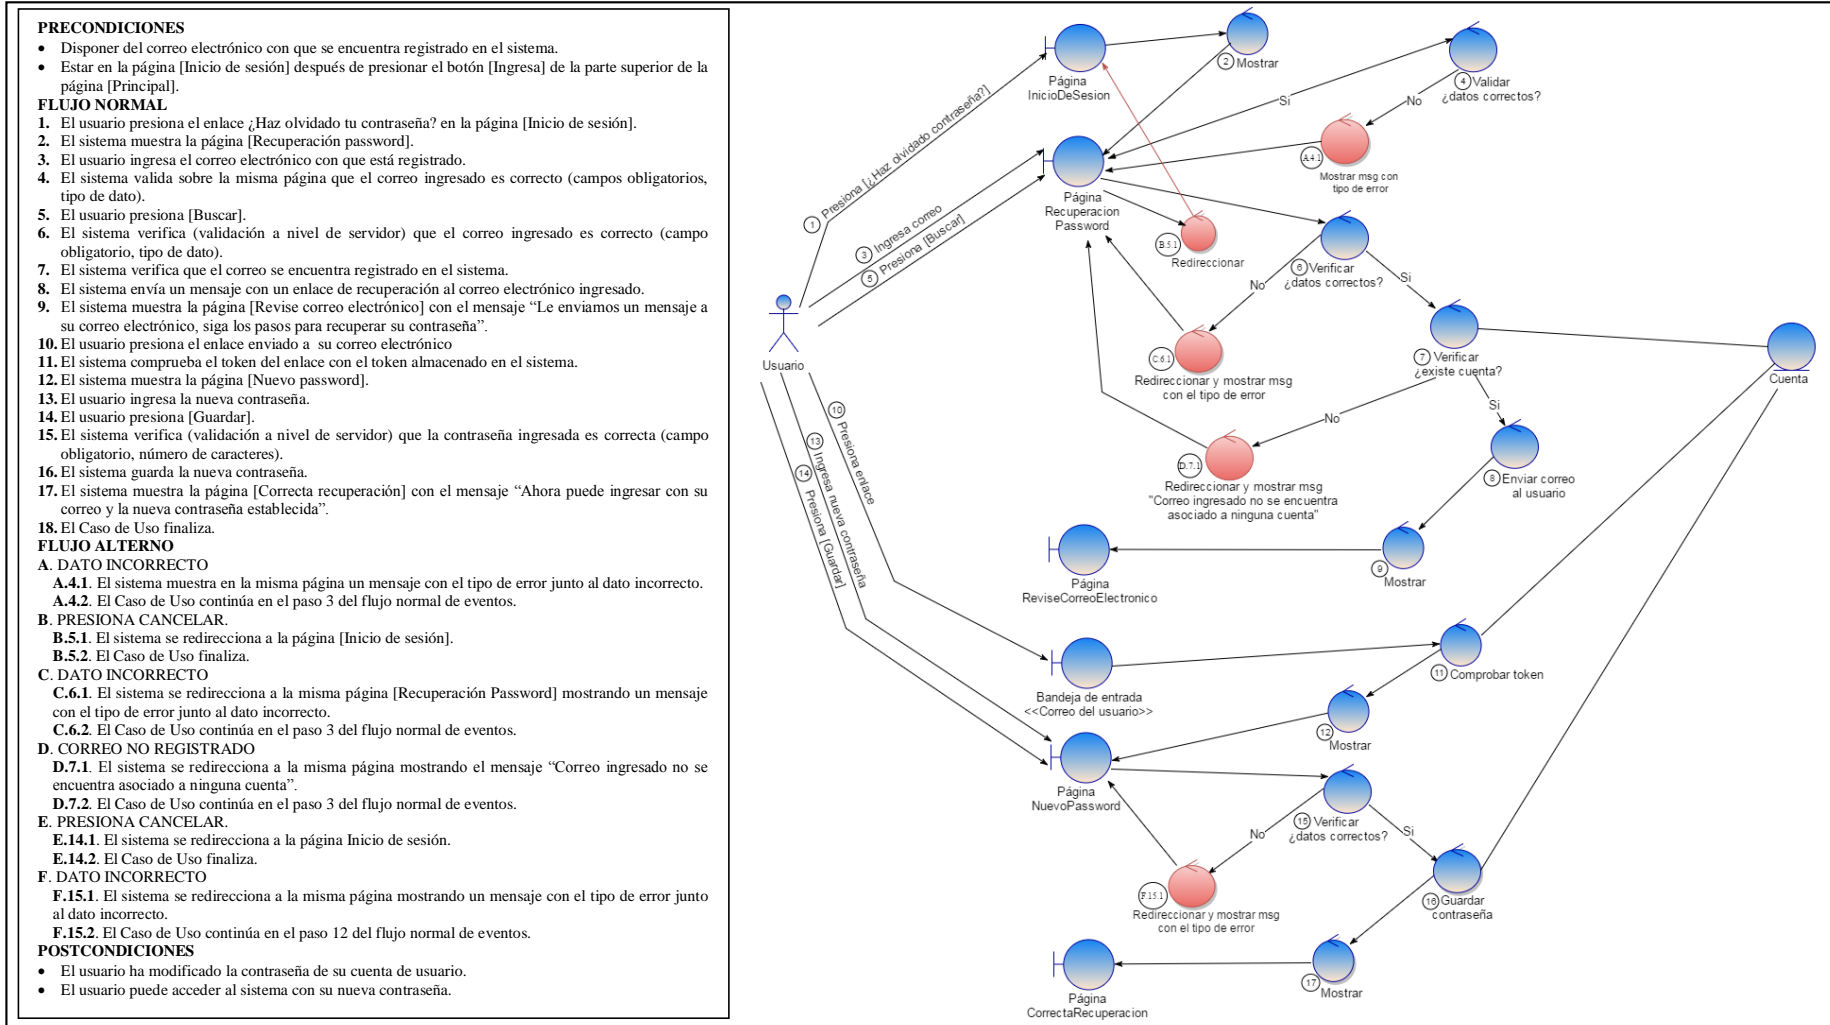 PRECONDICIONES
• Disponer del correo electrónico con que se encuentra registrado en el sistema.
• Estar en la página [Inicio de sesión] después de presionar el botón [Ingresa] de la parte superior de la
página [Principal].
FLUJO NORMAL
1. El usuario presiona el enlace ¿Haz olvidado tu contraseña? en la página [Inicio de sesión].
2. El sistema muestra la página [Recuperación password].
3. El usuario ingresa el correo electrónico con que está registrado.
4. El sistema valida sobre la misma página que el correo ingresado es correcto (campos obligatorios,
tipo de dato).
5. El usuario presiona [Buscar].
6. El sistema verifica (validación a nivel de servidor) que el correo ingresado es correcto (campo
obligatorio, tipo de dato).
7. El sistema verifica que el correo se encuentra registrado en el sistema.
8. El sistema envía un mensaje con un enlace de recuperación al correo electrónico ingresado.
9. El sistema muestra la página [Revise correo electrónico] con el mensaje “Le enviamos un mensaje a
su correo electrónico, siga los pasos para recuperar su contraseña”.
10. El usuario presiona el enlace enviado a su correo electrónico
11. El sistema comprueba el token del enlace con el token almacenado en el sistema.
12. El sistema muestra la página [Nuevo password].
13. El usuario ingresa la nueva contraseña.
14. El usuario presiona [Guardar].
15. El sistema verifica (validación a nivel de servidor) que la contraseña ingresada es correcta (campo
obligatorio, número de caracteres).
16. El sistema guarda la nueva contraseña.
17. El sistema muestra la página [Correcta recuperación] con el mensaje “Ahora puede ingresar con su
correo y la nueva contraseña establecida”.
18. El Caso de Uso finaliza.
FLUJO ALTERNO
A. DATO INCORRECTO
A.4.1. El sistema muestra en la misma página un mensaje con el tipo de error junto al dato incorrecto.
A.4.2. El Caso de Uso continúa en el paso 3 del flujo normal de eventos.
B. PRESIONA CANCELAR.
B.5.1. El sistema se redirecciona a la página [Inicio de sesión].
B.5.2. El Caso de Uso finaliza.
C. DATO INCORRECTO
C.6.1. El sistema se redirecciona a la misma página [Recuperación Password] mostrando un mensaje
con el tipo de error junto al dato incorrecto.
C.6.2. El Caso de Uso continúa en el paso 3 del flujo normal de eventos.
D. CORREO NO REGISTRADO
D.7.1. El sistema se redirecciona a la misma página mostrando el mensaje “Correo ingresado no se
encuentra asociado a ninguna cuenta”.
D.7.2. El Caso de Uso continúa en el paso 3 del flujo normal de eventos.
E. PRESIONA CANCELAR.
E.14.1. El sistema se redirecciona a la página Inicio de sesión.
E.14.2. El Caso de Uso finaliza.
F. DATO INCORRECTO
F.15.1. El sistema se redirecciona a la misma página mostrando un mensaje con el tipo de error junto
al dato incorrecto.
F.15.2. El Caso de Uso continúa en el paso 12 del flujo normal de eventos.
POSTCONDICIONES
• El usuario ha modificado la contraseña de su cuenta de usuario.
• El usuario puede acceder al sistema con su nueva contraseña.
Página
InicioDeSesion
2 Mostrar
4 Validar
¿datos correctos?
Si
No
A.4.1
Mostrar msg con
tipo de error
1 Presiona [¿Haz olvidado contraseña?]
3 Ingresa correo
5 Presiona [Buscar]
Página
Recuperacion
Password
B.5.1
Redireccionar
6 Verificar
¿datos correctos?
Si
No
Usuario
C.6.1
Redireccionar y mostrar msg
con el tipo de error
7 Verificar
¿existe cuenta?
Cuenta
No
Si
D.7.1
Redireccionar y mostrar msg
"Correo ingresado no se encuentra
asociado a ninguna cuenta"
8 Enviar correo
al usuario
10 Presiona enlace
13 Ingresa nueva contraseña
14 Presiona [Guardar]
Página
ReviseCorreoElectronico
9 Mostrar
Bandeja de entrada
<<Correo del usuario>>
11 Comprobar token
12
Mostrar
Página
NuevoPassword
15 Verificar
¿datos correctos?
No
Si
F.15.1
Redireccionar y mostrar msg
con el tipo de error
16 Guardar
contraseña
Página
CorrectaRecuperacion
17 Mostrar